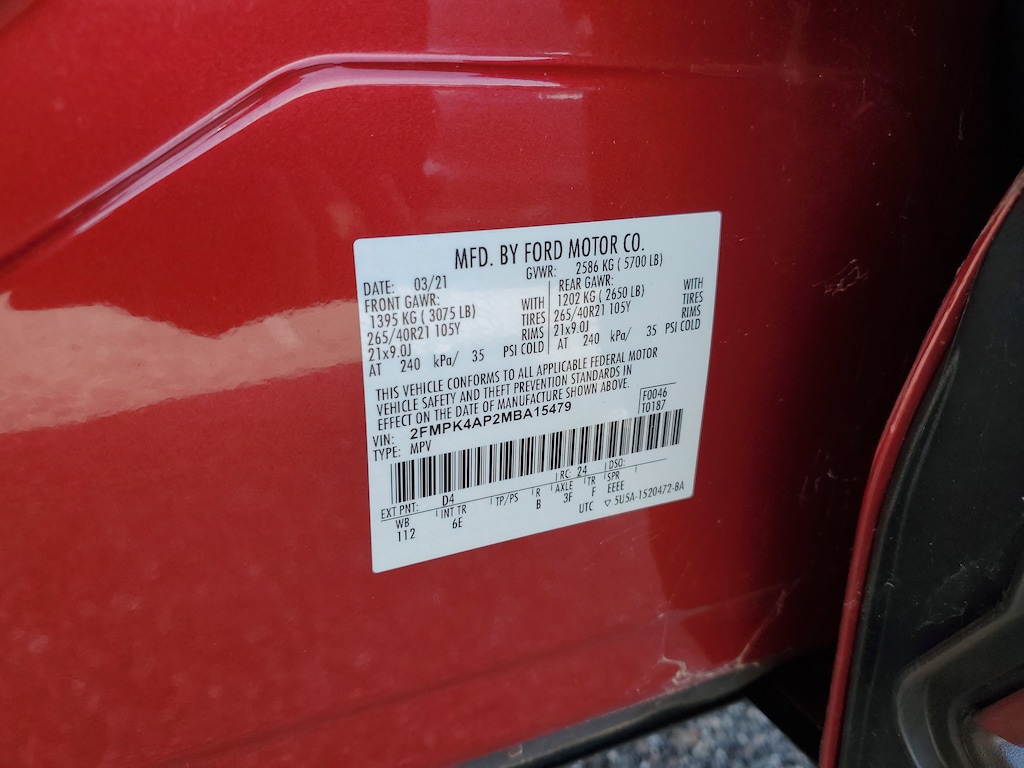 MFD. BY FORD MOTOR CO.
DATE: 03/21 GVWR: 2586 KG ( 5700 LB)
FRONT GAWR: WITH
1395 KG ( 3075 LB) TIRES
265/40R21 105Y RIMS
21x9.0J
AT 240 kPa/ 35 PSI COLD
REAR GAWR: WITH
1202 KG ( 2650 LB) TIRES
265/40R21 105Y RIMS
21x9.0J
AT 240 kPa/ 35 PSI COLD
THIS VEHICLE CONFORMS TO ALL APPLICABLE FEDERAL MOTOR
VEHICLE SAFETY AND THEFT PREVENTION STANDARDS IN
EFFECT ON THE DATE OF MANUFACTURE SHOWN ABOVE.
VIN: 2FMPK4AP2MBA15479
TYPE: MPV
F0046
T0187
EXT PNT: D4 RC: 24 DSO:
WB INT TR TP/PS R AXLE TR SPR
112 6E B 3F F EEEE
UTC ▽ 5U5A-1520472-BA